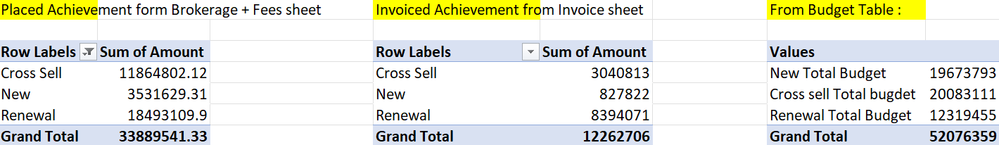 Placed Achievement form Brokerage + Fees sheet Invoiced Achievement from Invoice sheet From Budget Table :
Row Labels Sum of Amount Row Labels Sum of Amount Values
Cross Sell 11864802.12 Cross Sell 3040813 New Total Budget 19673793
New 3531629.31 New 827822 Cross sell Total bugdet 20083111
Renewal 18493109.9 Renewal 8394071 Renewal Total Budget 12319455
Grand Total 33889541.33 Grand Total 12262706 Grand Total 52076359